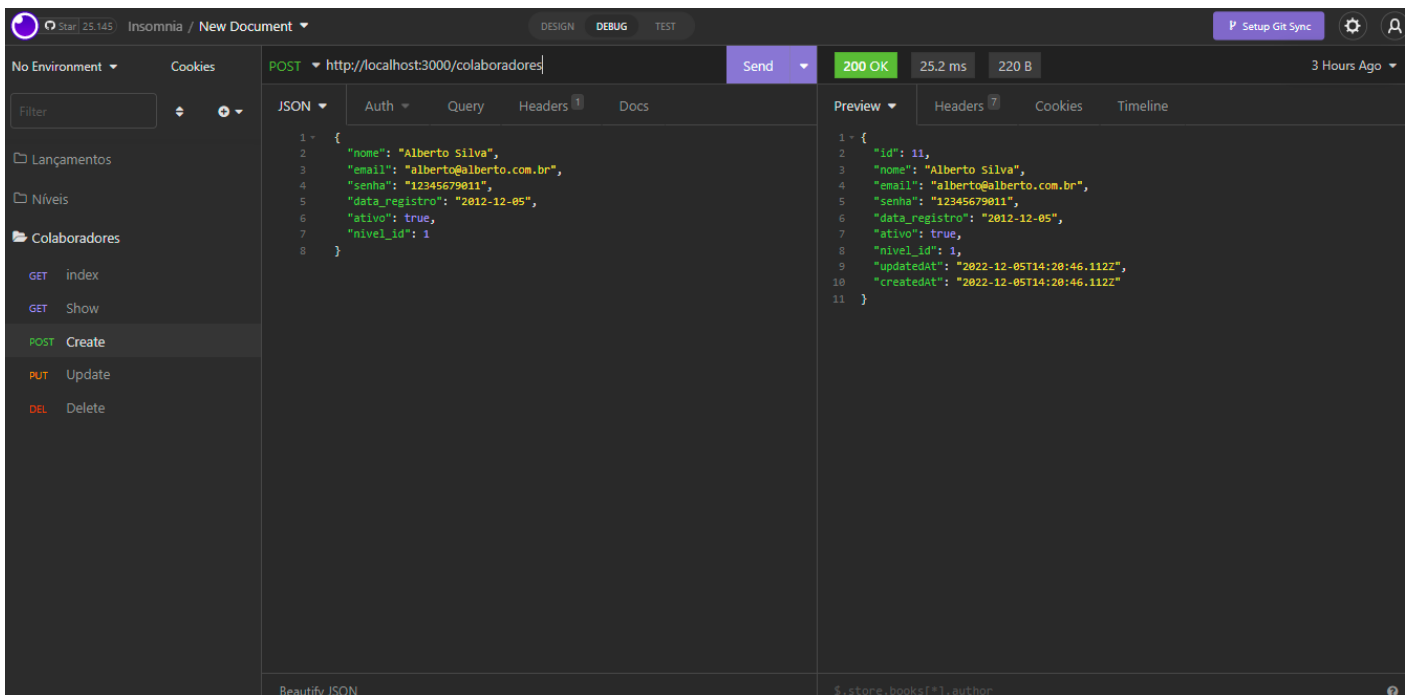 Star 25.145 Insomnia / New Document DESIGN DEBUG TEST Setup Git Sync
No Environment Cookies
POST http://localhost:3000/colaboradores Send
200 OK 25.2 ms 220 B 3 Hours Ago
Filter
JSON Auth Query Headers 1 Docs
Preview Headers 7 Cookies Timeline
Lançamentos
Níveis
Colaboradores
GET index
GET Show
POST Create
PUT Update
DEL Delete
1 {
2 "nome": "Alberto Silva",
3 "email": "alberto@alberto.com.br",
4 "senha": "12345679011",
5 "data_registro": "2012-12-05",
6 "ativo": true,
7 "nivel_id": 1
8 }
1 {
2 "id": 11,
3 "nome": "Alberto Silva",
4 "email": "alberto@alberto.com.br",
5 "senha": "12345679011",
6 "data_registro": "2012-12-05",
7 "ativo": true,
8 "nivel_id": 1,
9 "updatedAt": "2022-12-05T14:20:46.112Z",
10 "createdAt": "2022-12-05T14:20:46.112Z"
11 }
Beautify JSON
$.store.books[*].author